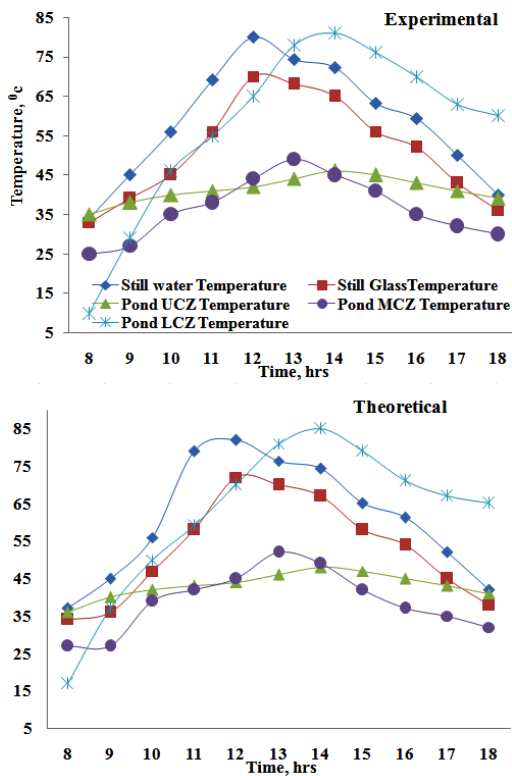 Experimental
85
75
65
55
45
35
25
15
5
Temperature, ⁰c
Still water Temperature
Still GlassTemperature
Pond UCZ Temperature
Pond MCZ Temperature
Pond LCZ Temperature
8 9 10 11 12 13 14 15 16 17 18
Time, hrs
Theoretical
85
75
65
55
45
35
25
15
5
8 9 10 11 12 13 14 15 16 17 18
Time, hrs